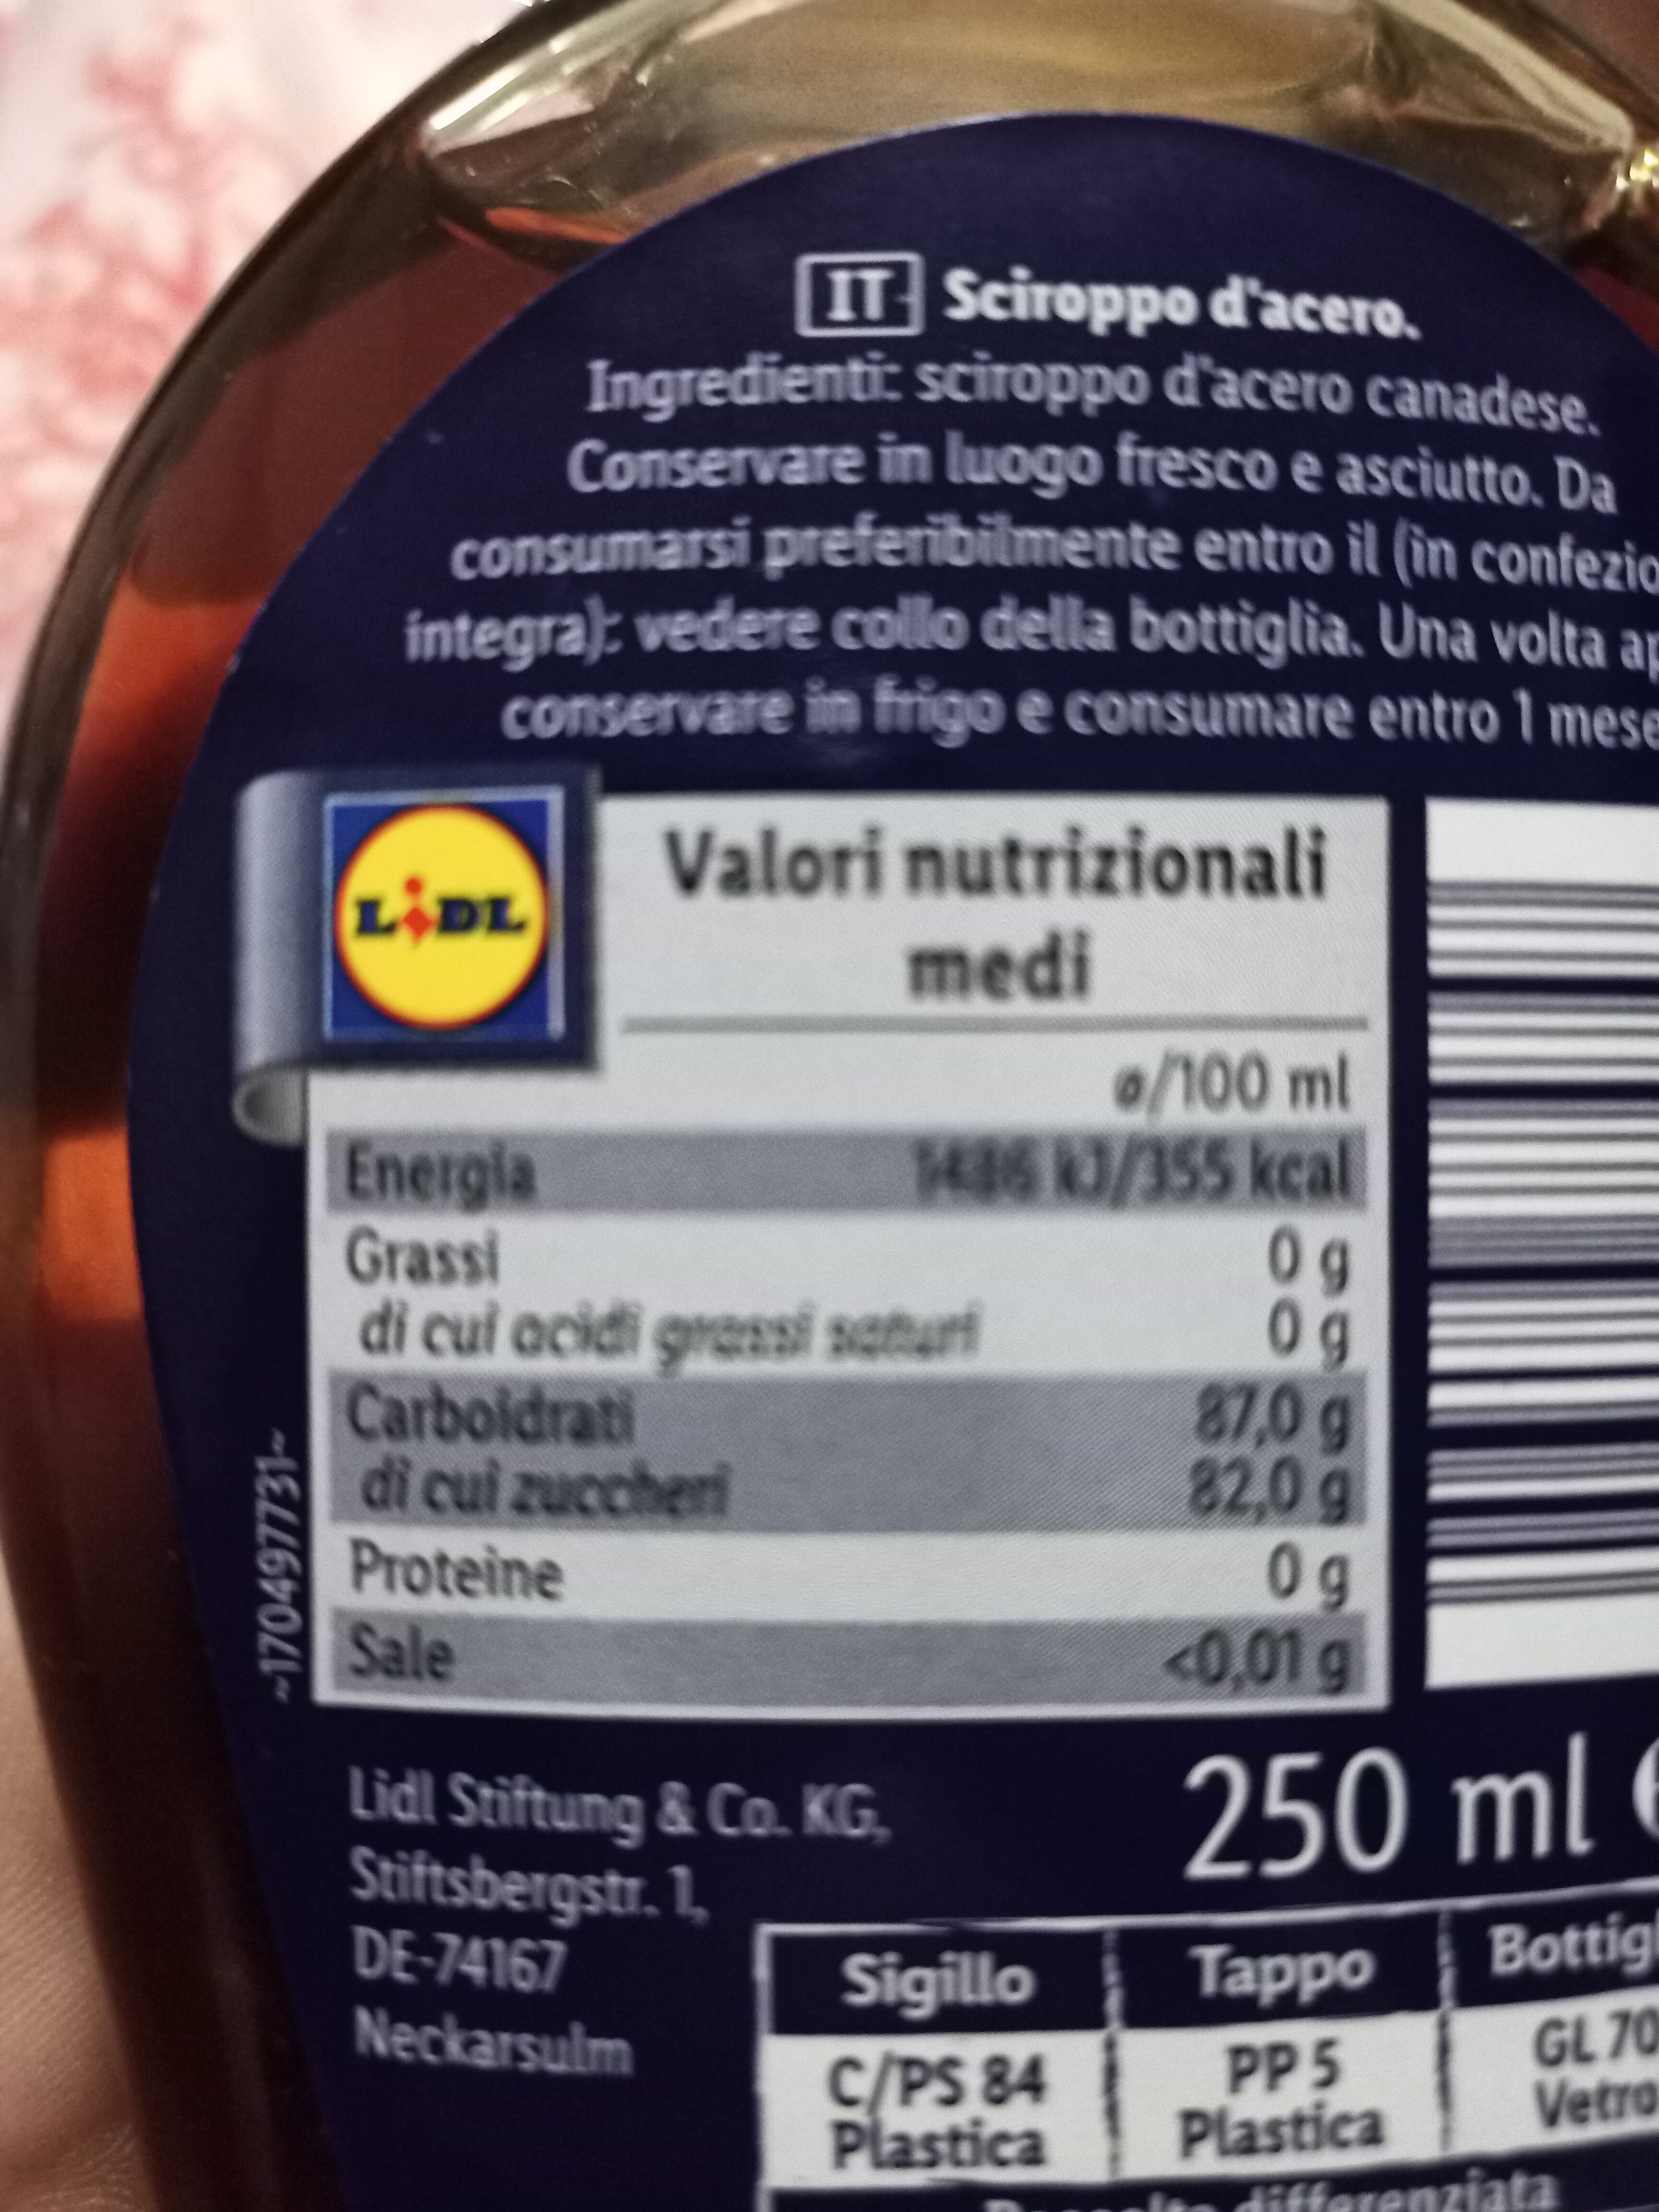 IT Sciroppo d'acero.
Ingredienti: sciroppo d'acero canadese.
Conservare in luogo fresco e asciutto. Da
consumarsi preferibilmente entro il (in confezio
integra): vedere collo della bottiglia. Una volta ap
conservare in frigo e consumare entro 1 mese
LIDL
Valori nutrizionali
medi
ø/100 ml
Energia 1486 kJ/355 kcal
Grassi 0 g
di cui acidi grassi saturi 0 g
Carboidrati 87,0 g
di cui zuccheri 82,0 g
Proteine 0 g
Sale <0,01 g
~170497731~
250 ml
Lidl Stiftung & Co. KG,
Stiftsbergstr. 1,
DE-74167
Neckarsulm
Sigillo Tappo Bottigl
C/PS 84 PP 5 GL 70
Plastica Plastica Vetro
differenziata